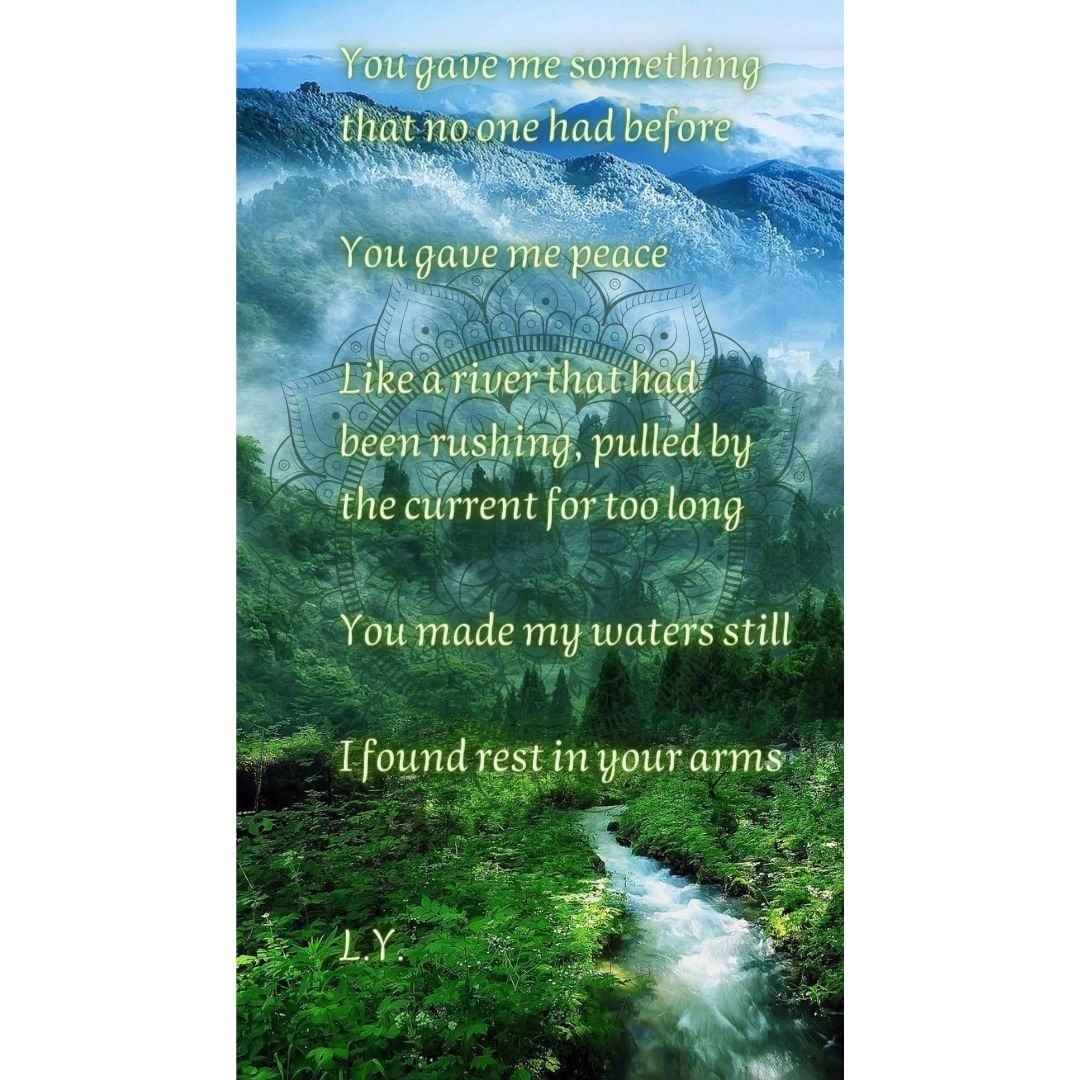 You gave me something
that no one had before
You gave me peace
Like a river that had
been rushing, pulled by
the current for too long
You made my waters still
I found rest in your arms
L.Y.